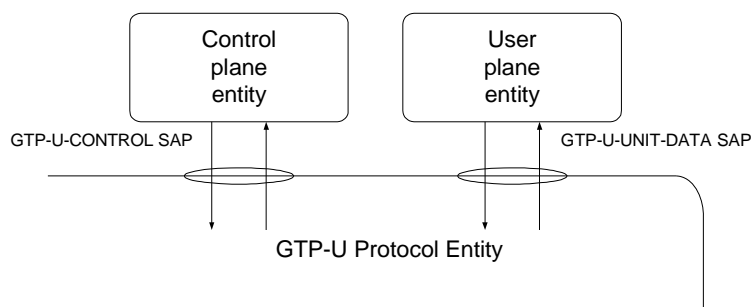 Control
plane
entity
User
plane
entity
GTP-U-CONTROL SAP
GTP-U-UNIT-DATA SAP
GTP-U Protocol Entity